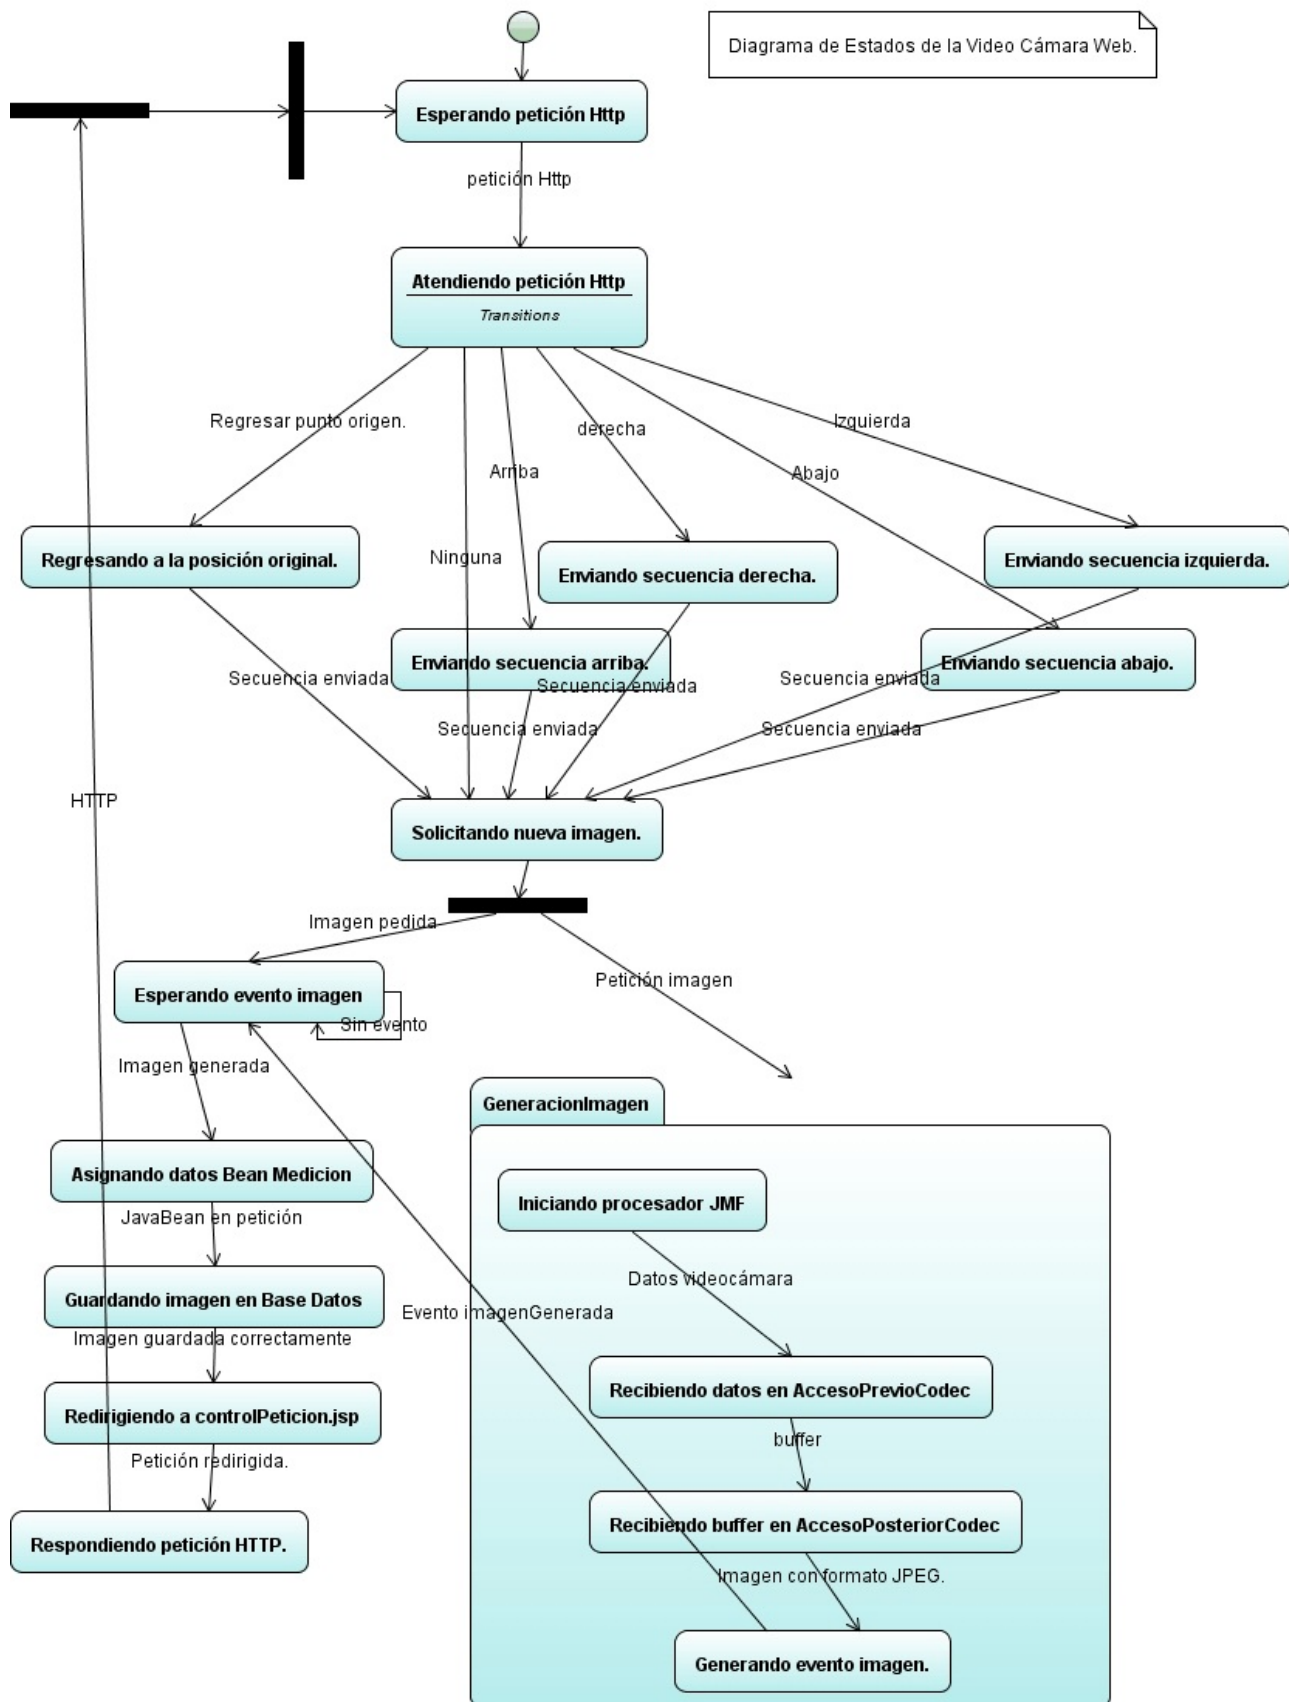 Diagrama de Estados de la Video Cámara Web.
Esperando petición Http
petición Http
Atendiendo petición Http
Transitions
Regresar punto origen.
derecha
Izquierda
Arriba
Abajo
Ninguna
Regresando a la posición original.
Enviando secuencia derecha.
Enviando secuencia izquierda.
Enviando secuencia arriba.
Enviando secuencia abajo.
Secuencia enviada
Secuencia enviada
Secuencia enviada
Secuencia enviada
Secuencia enviada
HTTP
Solicitando nueva imagen.
Imagen pedida
Petición imagen
Esperando evento imagen
Sin evento
Imagen generada
GeneracionImagen
Asignando datos Bean Medicion
JavaBean en petición
Iniciando procesador JMF
Datos videocámara
Guardando imagen en Base Datos
Evento imagenGenerada
Imagen guardada correctamente
Recibiendo datos en AccesoPrevioCodec
Redirigiendo a controlPeticion.jsp
buffer
Petición redirigida.
Recibiendo buffer en AccesoPosteriorCodec
Respondiendo petición HTTP.
Imagen con formato JPEG.
Generando evento imagen.